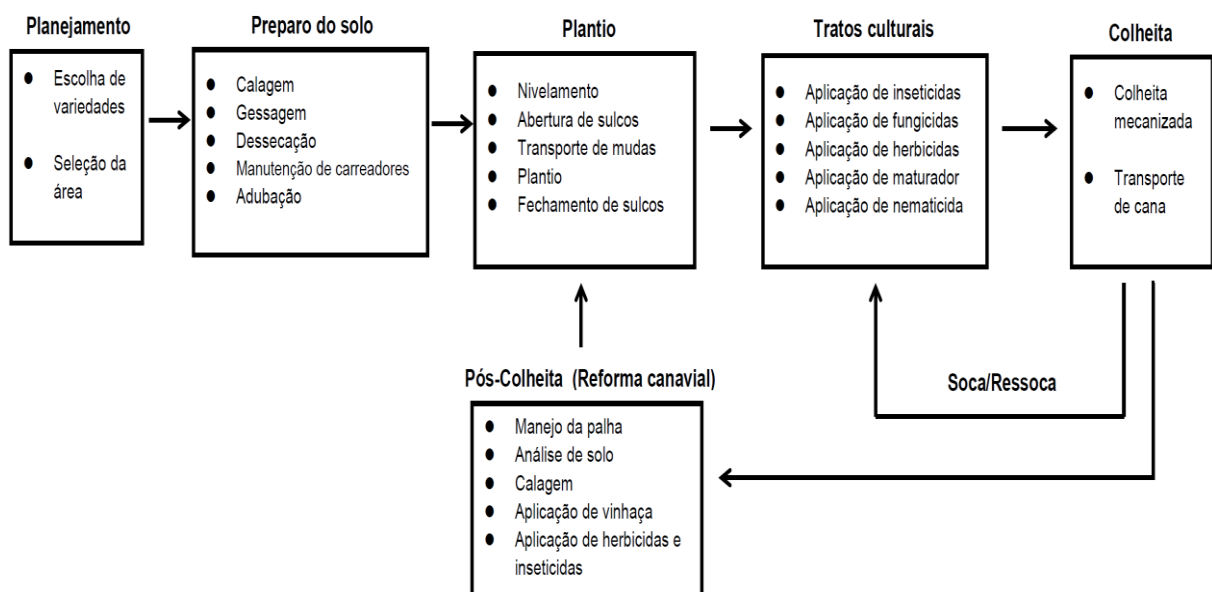 Planejamento
Escolha de
variedades
Seleção da
área
Preparo do solo
Calagem
Gessagem
Dessecação
Manutenção de carreadores
Adubação
Plantio
Nivelamento
Abertura de sulcos
Transporte de mudas
Plantio
Fechamento de sulcos
Tratos culturais
Aplicação de inseticidas
Aplicação de fungicidas
Aplicação de herbicidas
Aplicação de maturador
Aplicação de nematicida
Colheita
Colheita
mecanizada
Transporte
de cana
Soca/Ressoca
Pós-Colheita (Reforma canavial)
Manejo da palha
Análise de solo
Calagem
Aplicação de vinhaça
Aplicação de herbicidas e
inseticidas